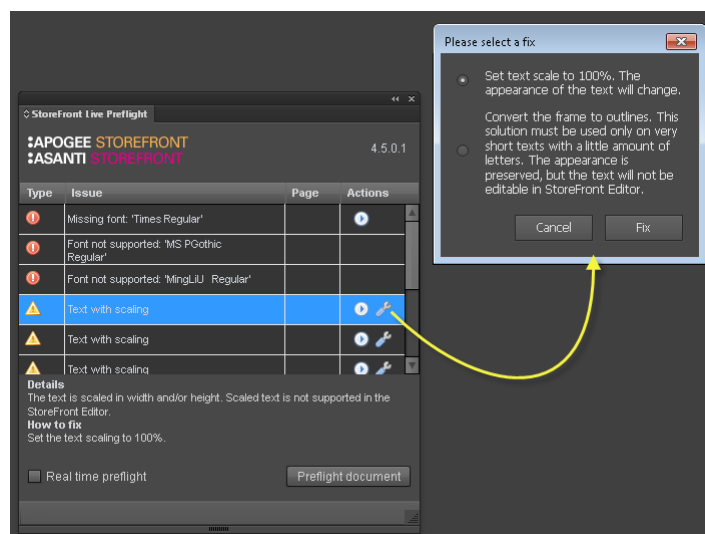 Please select a fix
Set text scale to 100%. The
appearance of the text will change.
Convert the frame to outlines. This
solution must be used only on very
short texts with a little amount of
letters. The appearance is
preserved, but the text will not be
editable in StoreFront Editor.
Cancel Fix
StoreFront Live Preflight
:APOGEE STOREFRONT
:ASANTI STOREFRONT
4.5.0.1
Type Issue Page Actions
Missing font: 'Times Regular'
Font not supported: 'MS PGothic
Regular'
Font not supported: 'MingLiU Regular'
Text with scaling
Text with scaling
Text with scaling
Details
The text is scaled in width and/or height. Scaled text is not supported in the
StoreFront Editor.
How to fix
Set the text scaling to 100%.
Real time preflight
Preflight document